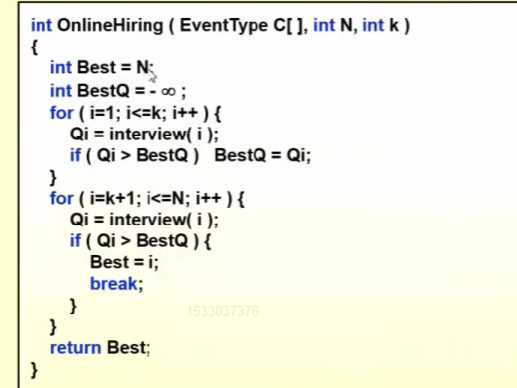 int OnlineHiring ( EventType C[ ], int N, int k )
{
int Best = N;
int BestQ = - ∞ ;
for ( i=1; i<=k; i++ ) {
Qi = interview( i );
if ( Qi > BestQ ) BestQ = Qi;
}
for ( i=k+1; i<=N; i++ ) {
Qi = interview( i );
if ( Qi > BestQ ) {
Best = i;
break;
}
1533037376
}
return Best;
}